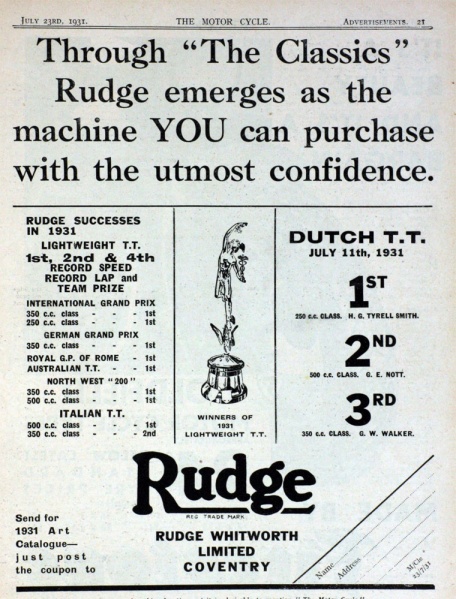 JULY 23RD, 1931. THE MOTOR CYCLE. ADVERTISEMENTS. 21
Through "The Classics"
Rudge emerges as the
machine YOU can purchase
with the utmost confidence.
RUDGE SUCCESSES
IN 1931
LIGHTWEIGHT T.T.
1st, 2nd & 4th
RECORD SPEED
RECORD LAP and
TEAM PRIZE
INTERNATIONAL GRAND PRIX
350 c.c. class - - - 1st
250 c.c. class - - - 1st
GERMAN GRAND PRIX
350 c.c. class - - - 1st
ROYAL G.P. OF ROME - 1st
AUSTRALIAN T.T. - - 1st
NORTH WEST "200"
350 c.c. class - - - 1st
500 c.c. class - - - 1st
ITALIAN T.T.
500 c.c. class - - - 1st
350 c.c. class - - - 2nd
WINNERS OF
1931
LIGHTWEIGHT T.T.
DUTCH T.T.
JULY 11th, 1931
1ST
250 c.c. CLASS. H. G. TYRELL SMITH.
2ND
500 c.c. CLASS. G. E. NOTT.
3RD
350 c.c. CLASS. G. W. WALKER.
Rudge
REG. TRADE MARK
Send for
1931 Art
Catalogue—
just post
the coupon to
RUDGE WHITWORTH
LIMITED
COVENTRY
Name
Address
M/Cle
23/7/31